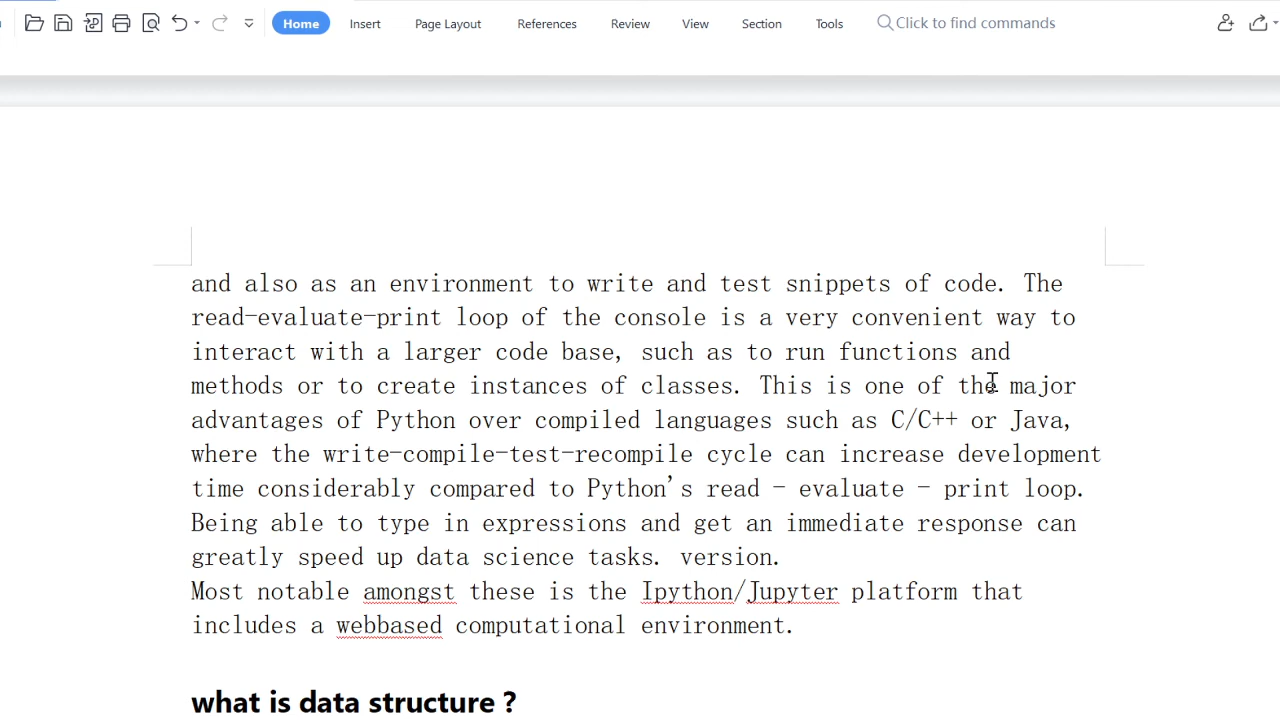 Home Insert Page Layout References Review View Section Tools Click to find commands
and also as an environment to write and test snippets of code. The
read-evaluate-print loop of the console is a very convenient way to
interact with a larger code base, such as to run functions and
methods or to create instances of classes. This is one of the major
advantages of Python over compiled languages such as C/C++ or Java,
where the write-compile-test-recompile cycle can increase development
time considerably compared to Python's read - evaluate - print loop.
Being able to type in expressions and get an immediate response can
greatly speed up data science tasks. version.
Most notable amongst these is the Ipython/Jupyter platform that
includes a webbased computational environment.
what is data structure ?